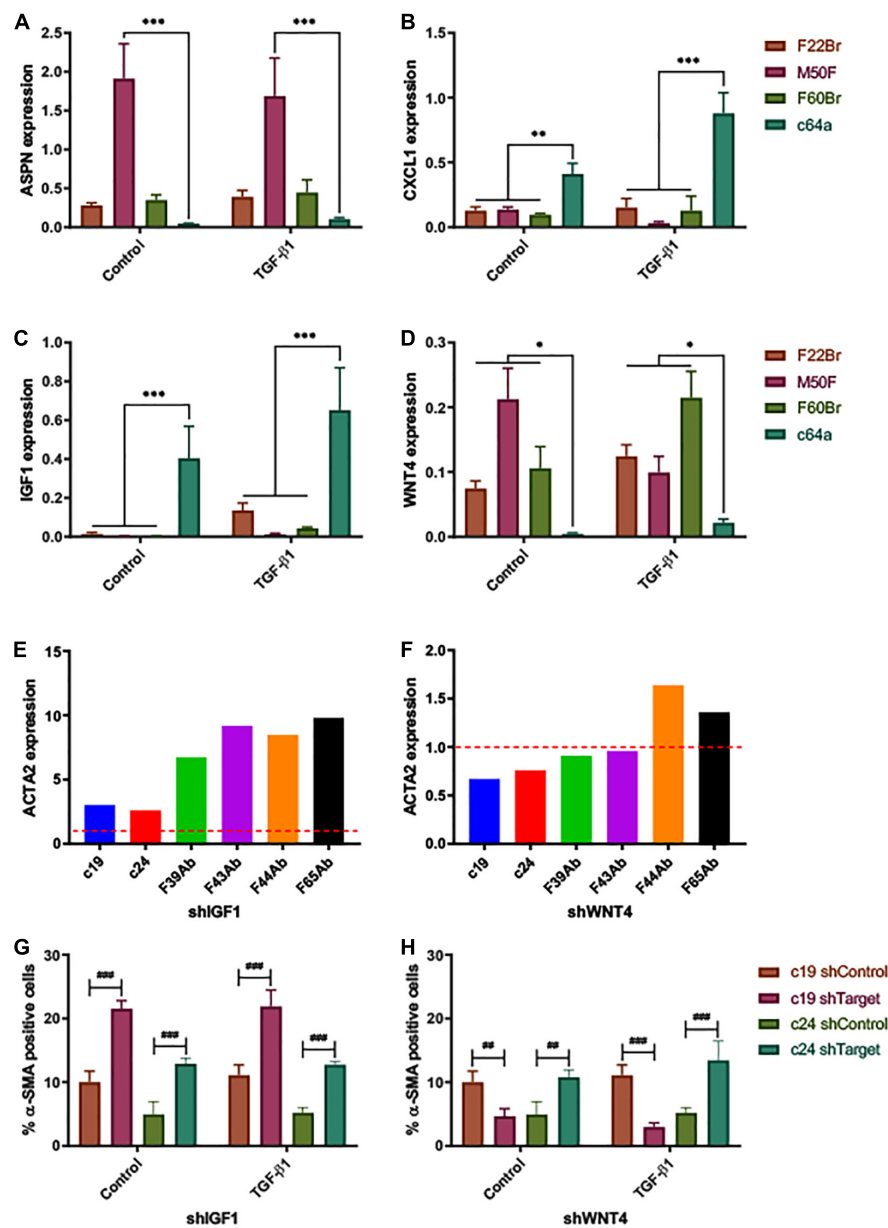 A
ASPN expression
2.5
2.0
1.5
1.0
0.5
0.0
***
***
Control
TGF-β1
B
CXCL1 expression
1.5
1.0
0.5
0.0
**
***
Control
TGF-β1
F22Br
M50F
F60Br
c64a
C
IGF1 expression
1.0
0.8
0.6
0.4
0.2
0.0
***
***
Control
TGF-β1
D
WNT4 expression
0.3
0.2
0.1
0.0
*
*
Control
TGF-β1
F22Br
M50F
F60Br
c64a
E
ACTA2 expression
15
10
5
0
c19
c24
F39Ab
F43Ab
F44Ab
F65Ab
shIGF1
F
ACTA2 expression
2.0
1.5
1.0
0.5
0.0
c19
c24
F39Ab
F43Ab
F44Ab
F65Ab
shWNT4
G
% α-SMA positive cells
30
20
10
0
###
###
###
###
Control
TGF-β1
shIGF1
H
% α-SMA positive cells
30
20
10
0
##
##
###
###
Control
TGF-β1
shWNT4
c19 shControl
c19 shTarget
c24 shControl
c24 shTarget